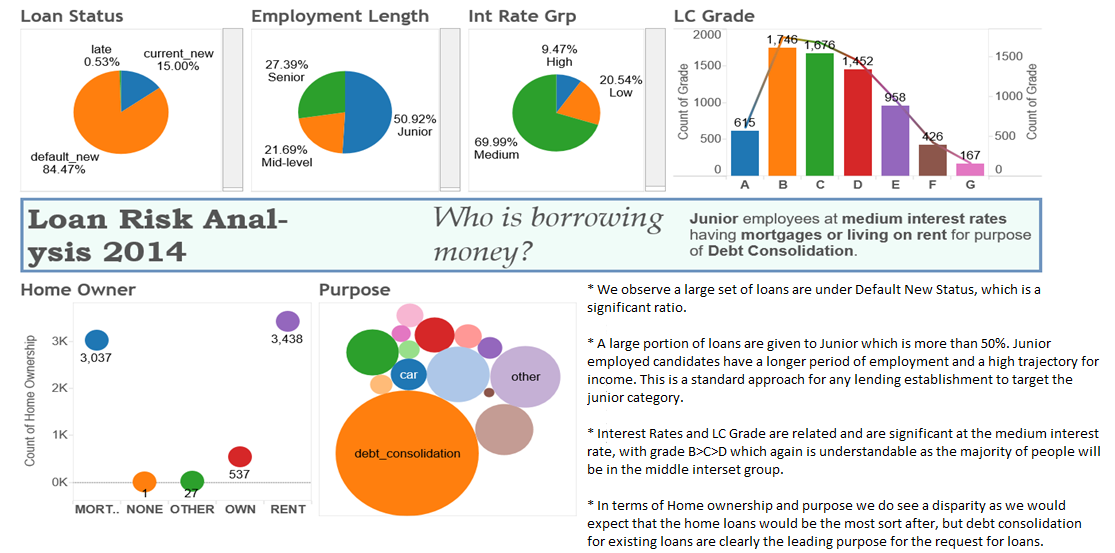 Loan Status
late
0.53%
current_new
15.00%
default_new
84.47%
Employment Length
27.39%
Senior
50.92%
Junior
21.69%
Mid-level
Int Rate Grp
9.47%
High
20.54%
Low
69.99%
Medium
LC Grade
Count of Grade
2000
1500
1000
500
0
615
1,746
1,676
1,452
958
426
167
1500
1000
500
0
Count of Grade
A B C D E F G
Loan Risk Anal-
ysis 2014
Who is borrowing
money?
Junior employees at medium interest rates
having mortgages or living on rent for purpose
of Debt Consolidation.
Home Owner
Count of Home Ownership
3K
2K
1K
0K
3,037
1
27
537
3,438
MORT.. NONE OTHER OWN RENT
Purpose
car
other
debt_consolidation
* We observe a large set of loans are under Default New Status, which is a
significant ratio.
* A large portion of loans are given to Junior which is more than 50%. Junior
employed candidates have a longer period of employment and a high trajectory for
income. This is a standard approach for any lending establishment to target the
junior category.
* Interest Rates and LC Grade are related and are significant at the medium interest
rate, with grade B>C>D which again is understandable as the majority of people will
be in the middle interset group.
* In terms of Home ownership and purpose we do see a disparity as we would
expect that the home loans would be the most sort after, but debt consolidation
for existing loans are clearly the leading purpose for the request for loans.